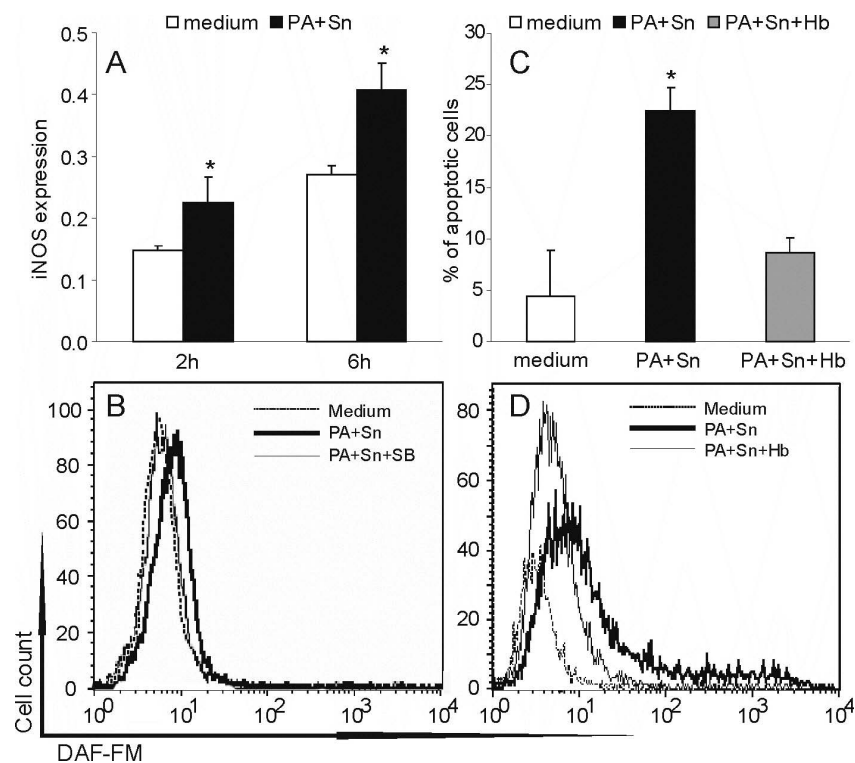 medium PA+Sn
A
iNOS expression
0.5
0.4
0.3
0.2
0.1
0.0
*
*
2h 6h
medium PA+Sn PA+Sn+Hb
C
% of apoptotic cells
30
25
20
15
10
5
0
*
medium PA+Sn PA+Sn+Hb
B
Medium
PA+Sn
PA+Sn+SB
100
80
60
40
20
0
10⁰ 10¹ 10² 10³ 10⁴
D
Medium
PA+Sn
PA+Sn+Hb
80
60
40
20
0
10⁰ 10¹ 10² 10³ 10⁴
Cell count
DAF-FM